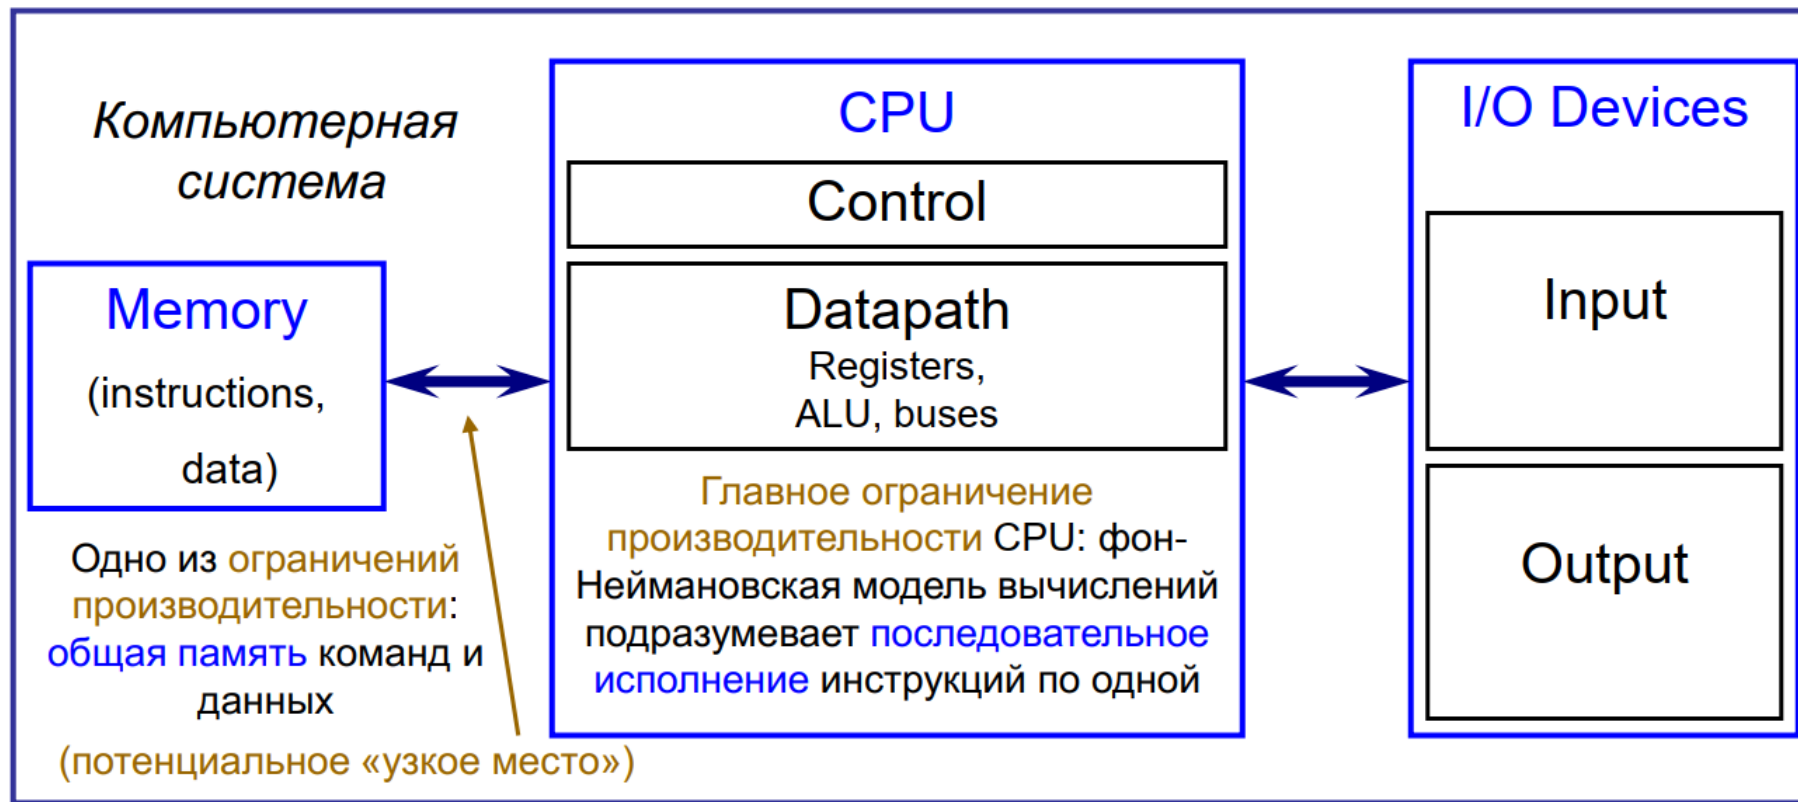 Компьютерная
система
Memory
(instructions,
data)
Одно из ограничений
производительности:
общая память команд и
данных
(потенциальное «узкое место»)
CPU
Control
Datapath
Registers,
ALU, buses
Главное ограничение
производительности CPU: фон-
Неймановская модель вычислений
подразумевает последовательное
исполнение инструкций по одной
I/O Devices
Input
Output